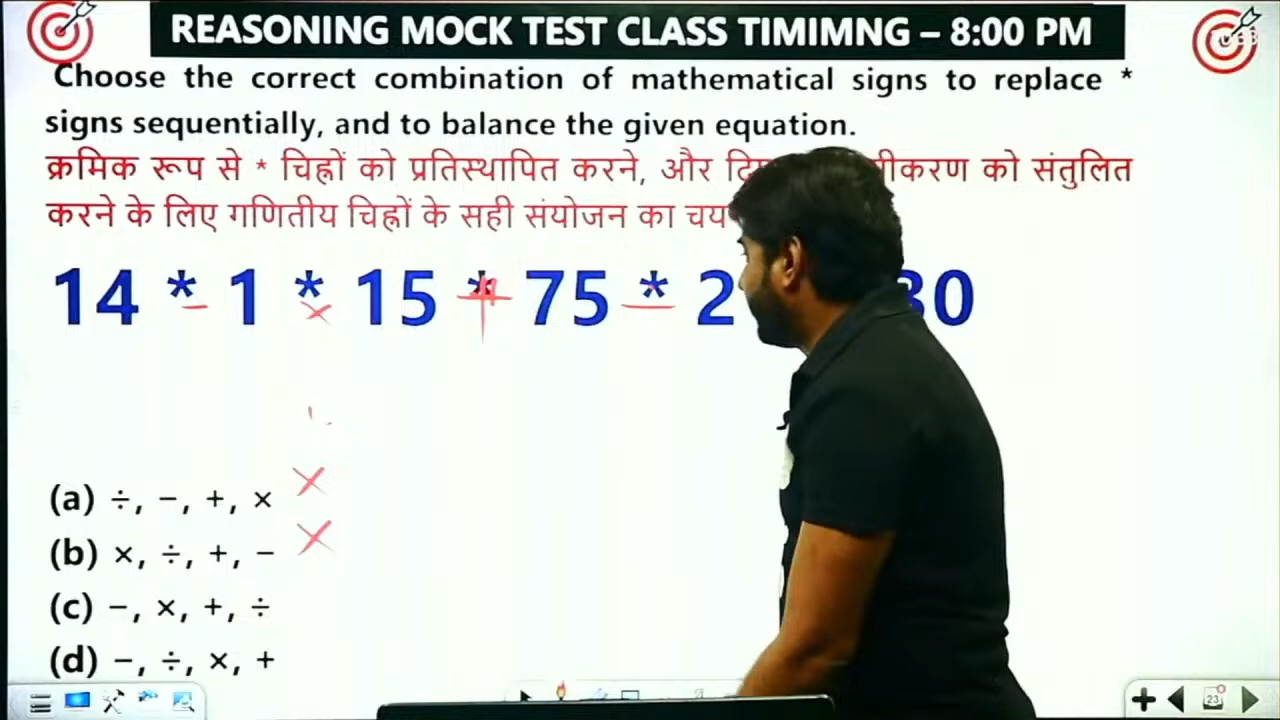 REASONING MOCK TEST CLASS TIMIMNG – 8:00 PM
Choose the correct combination of mathematical signs to replace *
signs sequentially, and to balance the given equation.
क्रमिक रूप से * चिह्नों को प्रतिस्थापित करने, और को संतुलित
करने के लिए गणितीय चिह्नों के सही संयोजन का
14 * 1 * 15 * 75 * 2 30
(a) ÷, −, +, ×
(b) ×, ÷, +, −
(c) −, ×, +, ÷
(d) −, ÷, ×, +
23